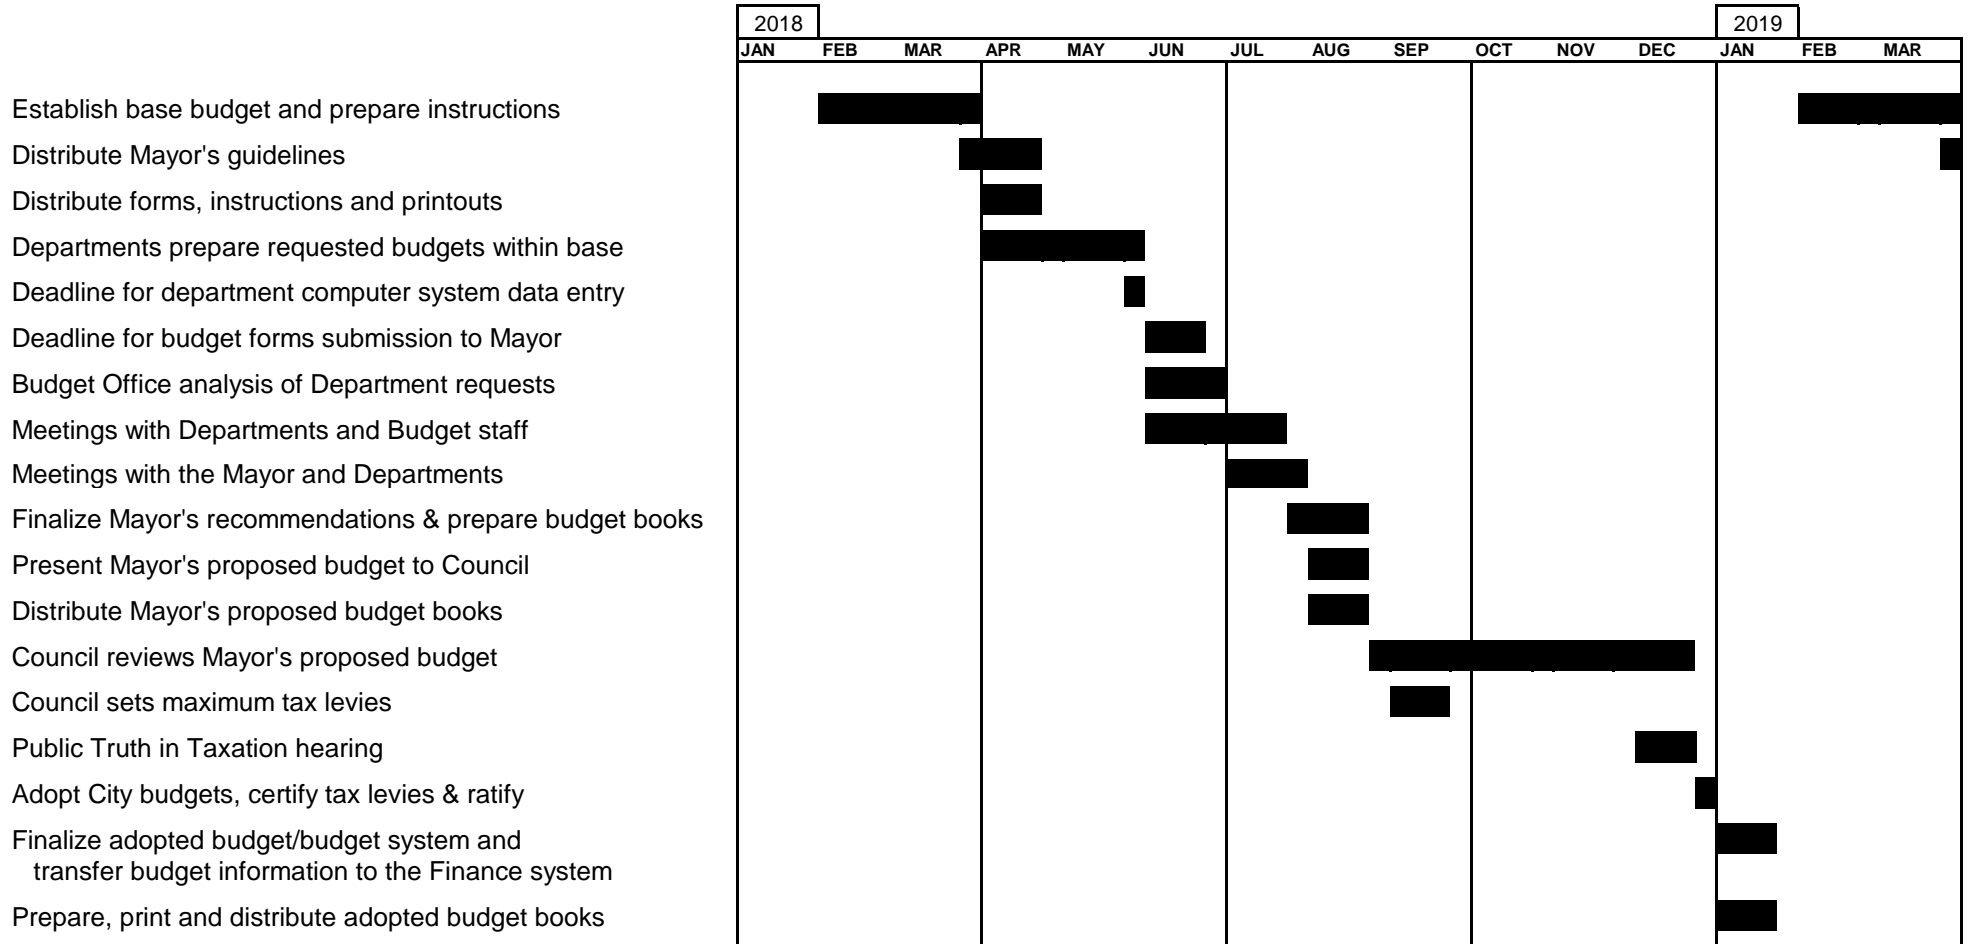 2018 2019
JAN FEB MAR APR MAY JUN JUL AUG SEP OCT NOV DEC JAN FEB MAR
Establish base budget and prepare instructions
Distribute Mayor's guidelines
Distribute forms, instructions and printouts
Departments prepare requested budgets within base
Deadline for department computer system data entry
Deadline for budget forms submission to Mayor
Budget Office analysis of Department requests
Meetings with Departments and Budget staff
Meetings with the Mayor and Departments
Finalize Mayor's recommendations & prepare budget books
Present Mayor's proposed budget to Council
Distribute Mayor's proposed budget books
Council reviews Mayor's proposed budget
Council sets maximum tax levies
Public Truth in Taxation hearing
Adopt City budgets, certify tax levies & ratify
Finalize adopted budget/budget system and
transfer budget information to the Finance system
Prepare, print and distribute adopted budget books